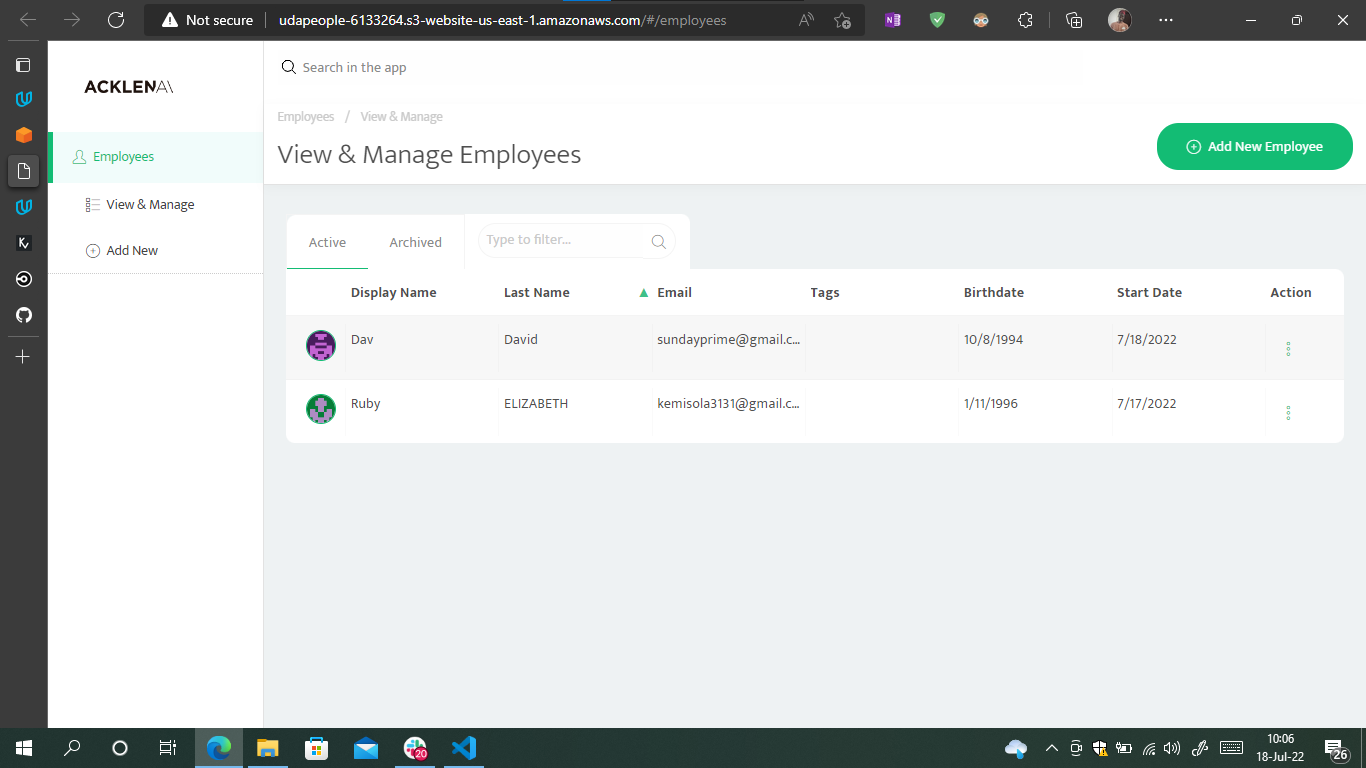 Not secure
udapeople-6133264.s3-website-us-east-1.amazonaws.com/#/employees
ACKLENAV
Search in the app
Employees / View & Manage
View & Manage Employees
Add New Employee
Employees
View & Manage
Add New
Active Archived Type to filter...
Display Name Last Name ▲ Email Tags Birthdate Start Date Action
Dav David sundayprime@gmail.c... 10/8/1994 7/18/2022
Ruby ELIZABETH kemisola3131@gmail.c... 1/11/1996 7/17/2022
20
10:06
18-Jul-22
26